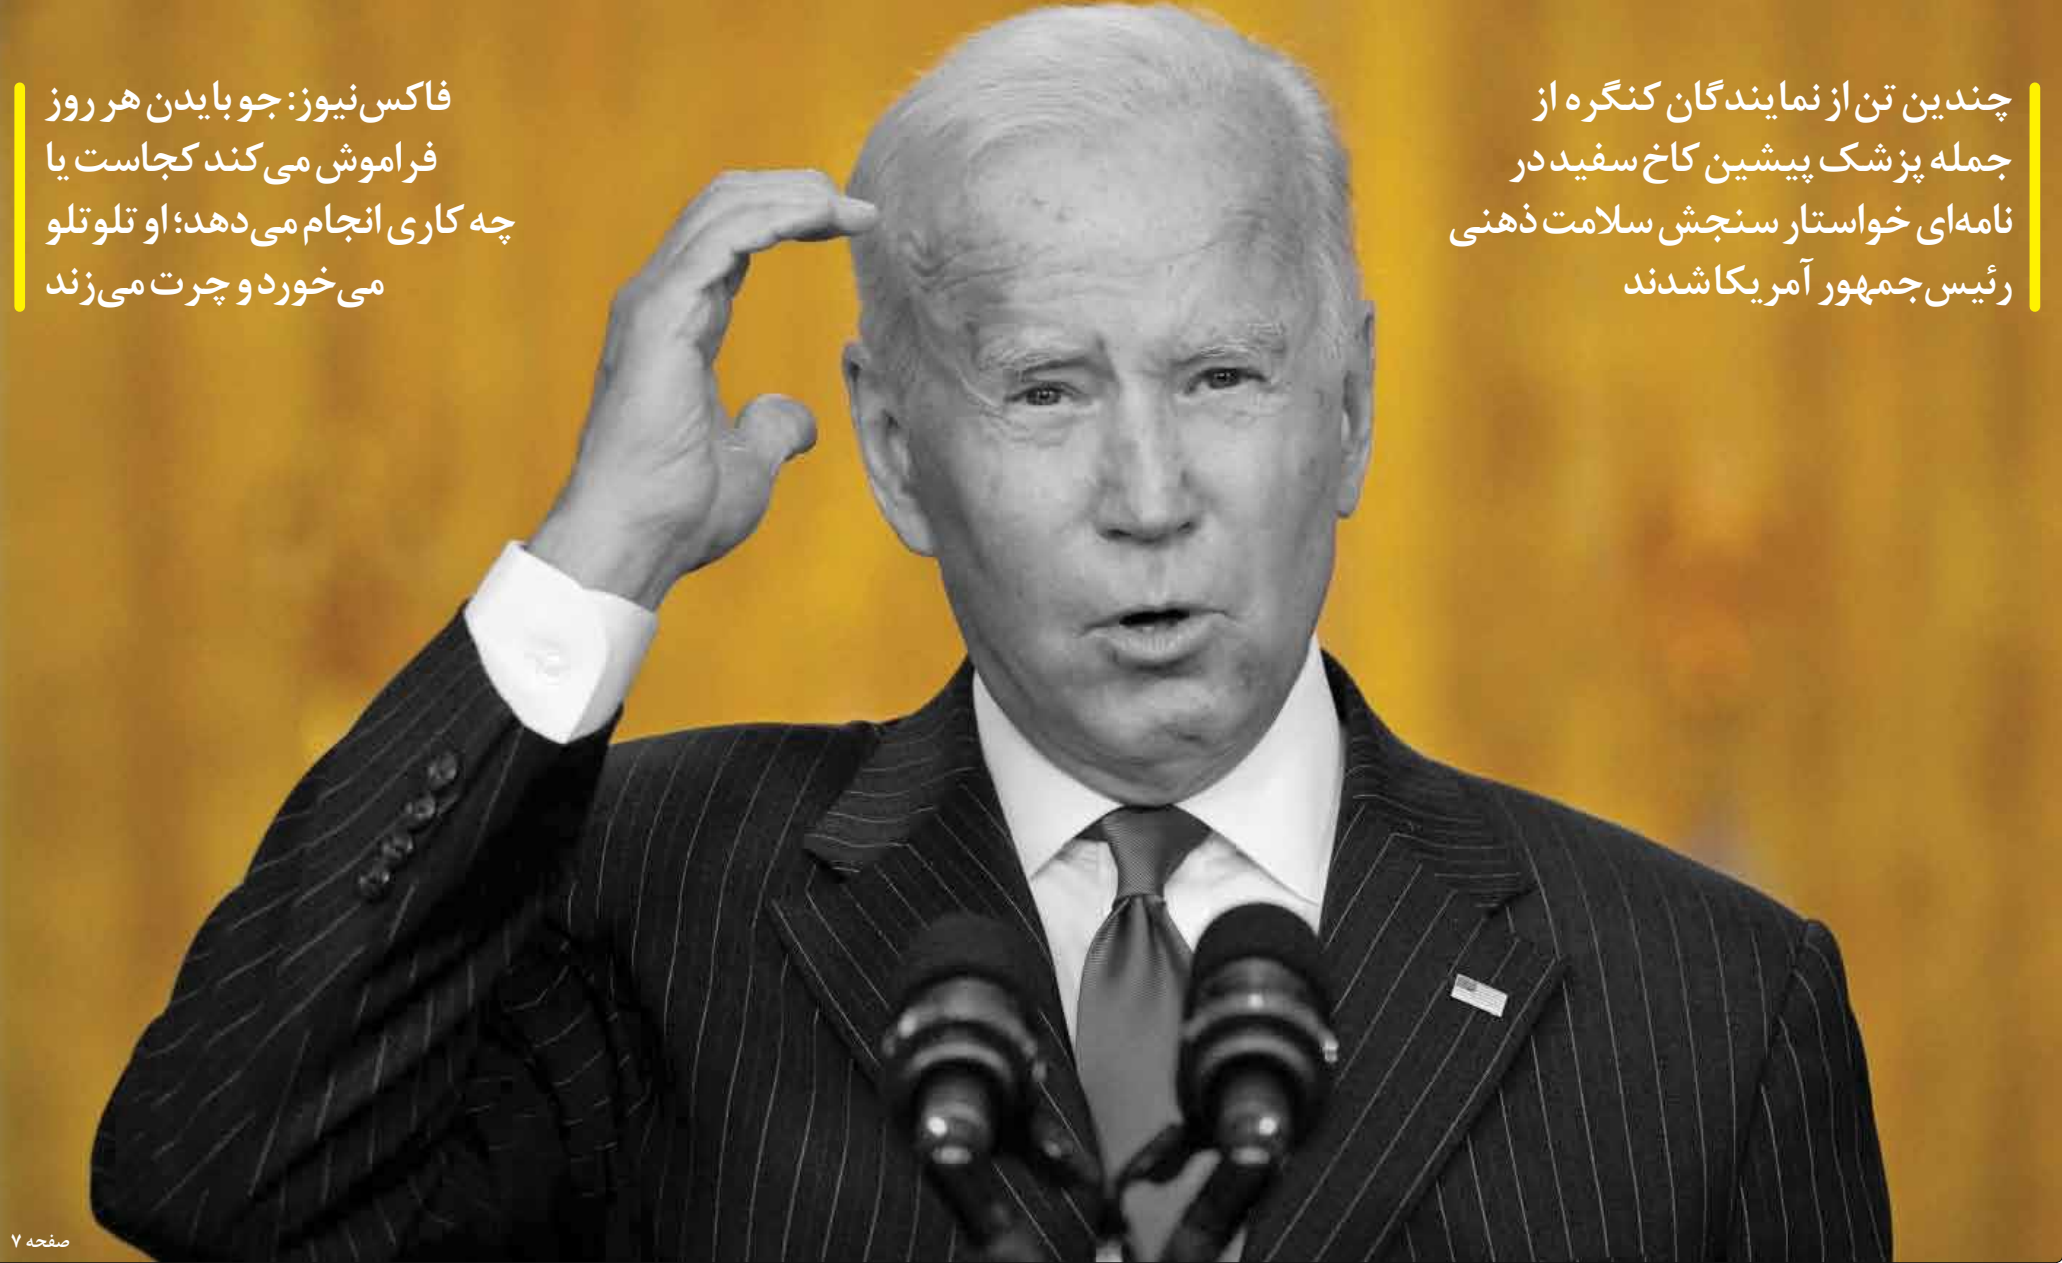 چندین تن از نمایندگان کنگره از
جمله پزشک پیشین کاخ سفید در
نامه‌ای خواستار سنجش سلامت ذهنی
رئیس‌جمهور آمریکا شدند
فاکس‌نیوز: جو بایدن هر روز
فراموش می‌کند کجاست یا
چه کاری انجام می‌دهد؛ او تلوتلو
می‌خورد و چرت می‌زند
صفحه ۷